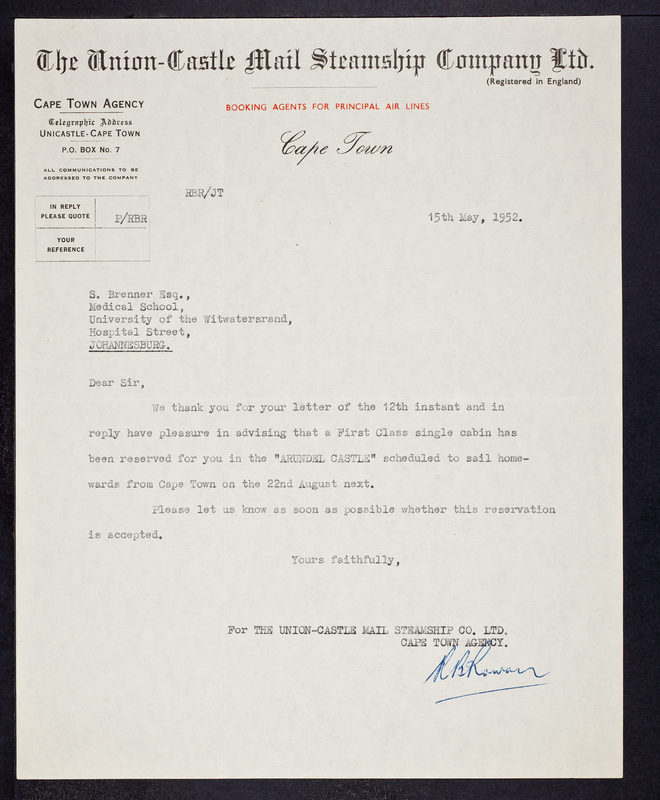 The Union-Castle Mail Steamship Company Ltd.
(Registered in England)
CAPE TOWN AGENCY
Telegraphic Address
UNICASTLE-CAPE TOWN
P.O. BOX No. 7
ALL COMMUNICATIONS TO BE
ADDRESSED TO THE COMPANY
BOOKING AGENTS FOR PRINCIPAL AIR LINES
Cape Town
RBR/JT
IN REPLY
PLEASE QUOTE P/RBR
YOUR
REFERENCE
15th May, 1952.
S. Brenner Esq.,
Medical School,
University of the Witwatersrand,
Hospital Street,
JOHANNESBURG.
Dear Sir,
We thank you for your letter of the 12th instant and in
reply have pleasure in advising that a First Class single cabin has
been reserved for you in the "ARUNDEL CASTLE" scheduled to sail home-
wards from Cape Town on the 22nd August next.
Please let us know as soon as possible whether this reservation
is accepted.
Yours faithfully,
For THE UNION-CASTLE MAIL STEAMSHIP CO. LTD.
CAPE TOWN AGENCY.
R B Rowan